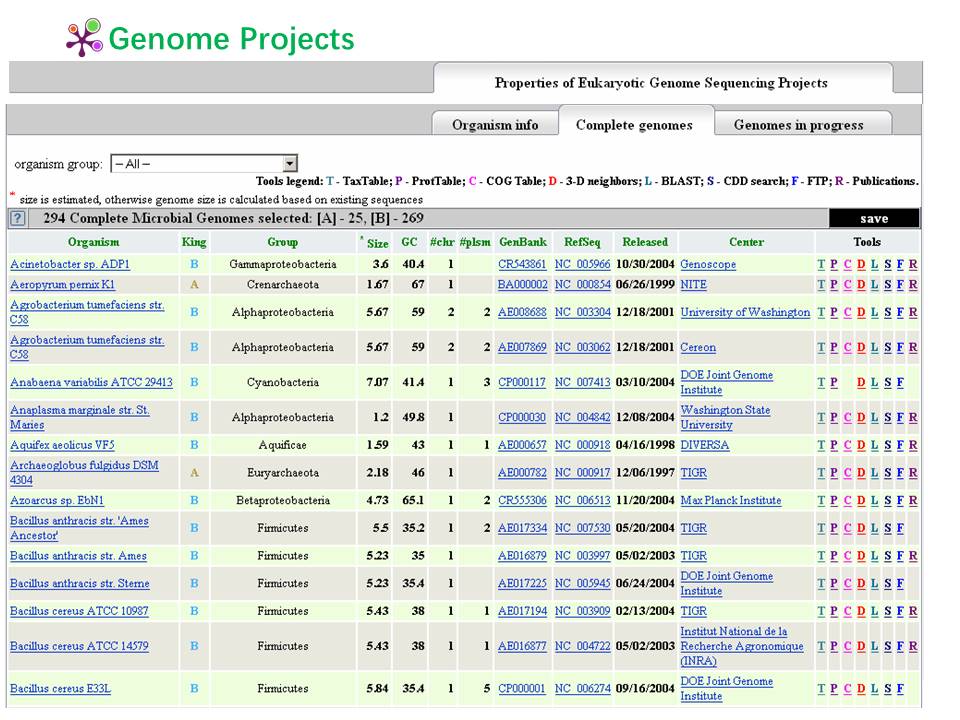 Genome Projects
Properties of Eukaryotic Genome Sequencing Projects
Organism info Complete genomes Genomes in progress
organism group: -- All --
Tools legend: T - TaxTable; P - ProtTable; C - COG Table; D - 3-D neighbors; L - BLAST; S - CDD search; F - FTP; R - Publications.
* size is estimated, otherwise genome size is calculated based on existing sequences
? 294 Complete Microbial Genomes selected: [A] - 25, [B] - 269 save
Organism King Group * Size GC #chr #plsm GenBank RefSeq Released Center Tools
Acinetobacter sp. ADP1 B Gammaproteobacteria 3.6 40.4 1 CR543861 NC_005966 10/30/2004 Genoscope T P C D L S F R
Aeropyrum pernix K1 A Crenarchaeota 1.67 67 1 BA000002 NC_000854 06/26/1999 NITE T P C D L S F R
Agrobacterium tumefaciens str.
C58 B Alphaproteobacteria 5.67 59 2 2 AE008688 NC_003304 12/18/2001 University of Washington T P C D L S F R
Agrobacterium tumefaciens str.
C58 B Alphaproteobacteria 5.67 59 2 2 AE007869 NC_003062 12/18/2001 Cereon T P C D L S F R
Anabaena variabilis ATCC 29413 B Cyanobacteria 7.07 41.4 1 3 CP000117 NC_007413 03/10/2004 DOE Joint Genome
Institute T P D L S F
Anaplasma marginale str. St.
Maries B Alphaproteobacteria 1.2 49.8 1 CP000030 NC_004842 12/08/2004 Washington State
University T P C D L S F R
Aquifex aeolicus VF5 B Aquificae 1.59 43 1 1 AE000657 NC_000918 04/16/1998 DIVERSA T P C D L S F R
Archaeoglobus fulgidus DSM
4304 A Euryarchaeota 2.18 46 1 AE000782 NC_000917 12/06/1997 TIGR T P C D L S F R
Azoarcus sp. EbN1 B Betaproteobacteria 4.73 65.1 1 2 CR555306 NC_006513 11/20/2004 Max Planck Institute T P C D L S F R
Bacillus anthracis str. 'Ames
Ancestor' B Firmicutes 5.5 35.2 1 2 AE017334 NC_007530 05/20/2004 TIGR T P C D L S F
Bacillus anthracis str. Ames B Firmicutes 5.23 35 1 AE016879 NC_003997 05/02/2003 TIGR T P C D L S F R
Bacillus anthracis str. Sterne B Firmicutes 5.23 35.4 1 AE017225 NC_005945 06/24/2004 DOE Joint Genome
Institute T P C D L S F
Bacillus cereus ATCC 10987 B Firmicutes 5.43 38 1 1 AE017194 NC_003909 02/13/2004 TIGR T P C D L S F R
Bacillus cereus ATCC 14579 B Firmicutes 5.43 38 1 1 AE016877 NC_004722 05/02/2003 Institut National de la
Recherche Agronomique
(INRA) T P C D L S F R
Bacillus cereus E33L B Firmicutes 5.84 35.4 1 5 CP000001 NC_006274 09/16/2004 DOE Joint Genome
Institute T P C D L S F